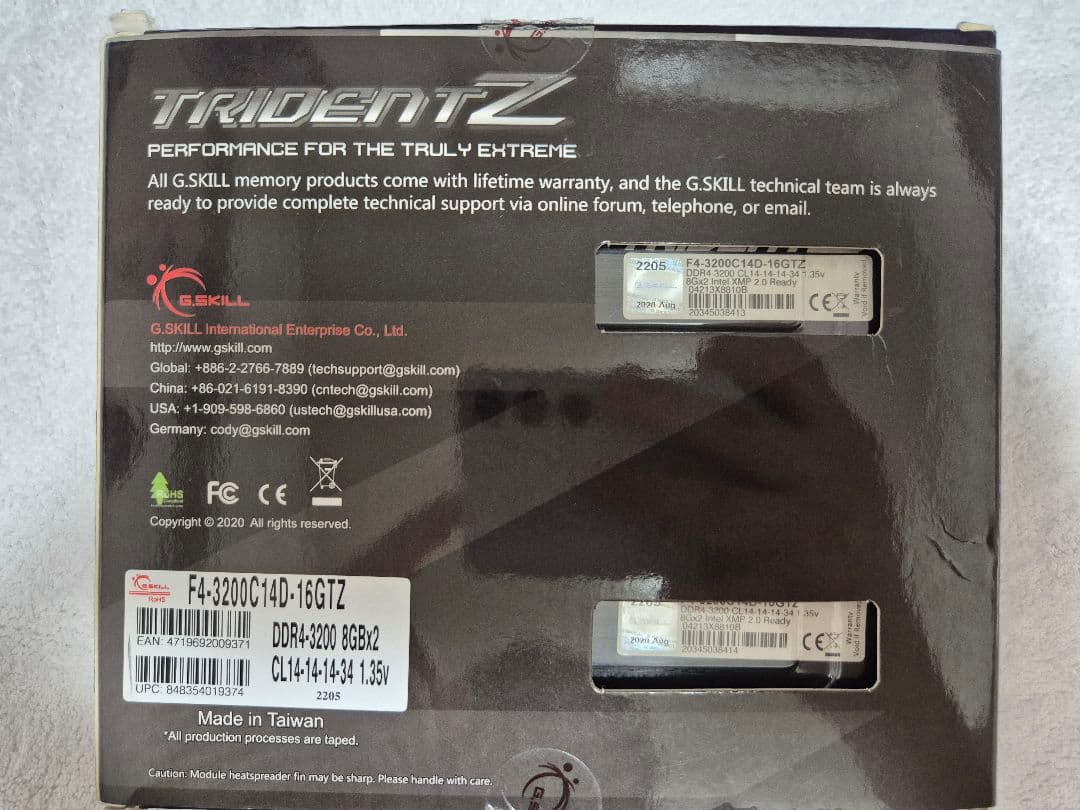 TRIDENT Z
PERFORMANCE FOR THE TRULY EXTREME
All G.SKILL memory products come with lifetime warranty, and the G.SKILL technical team is always
ready to provide complete technical support via online forum, telephone, or email.
2205
F4-3200C14D-16GTZ
DDR4-3200 CL14-14-14-34 1.35v
8Gx2 Intel XMP 2.0 Ready
04213X8810B
2020 Aug
20345038413
CE
Warranty
Void if Removed
G.SKILL
G.SKILL International Enterprise Co., Ltd.
http://www.gskill.com
Global: +886-2-2766-7889 (techsupport@gskill.com)
China: +86-021-6191-8390 (cntech@gskill.com)
USA: +1-909-598-6860 (ustech@gskillusa.com)
Germany: cody@gskill.com
RoHS
FC
CE
Copyright © 2020 All rights reserved.
G.SKILL
RoHS
F4-3200C14D-16GTZ
EAN: 4719692009371
DDR4-3200 8GBx2
CL14-14-14-34 1.35v
UPC: 848354019374
2205
2205
3200C14D-16GTZ
DDR4-3200 CL14-14-14-34 1.35v
8Gx2 Intel XMP 2.0 Ready
04213X8810B
2020 Aug
20345038414
CE
Warranty
Void if Removed
Made in Taiwan
*All production processes are taped.
Caution: Module heatspreader fin may be sharp. Please handle with care.